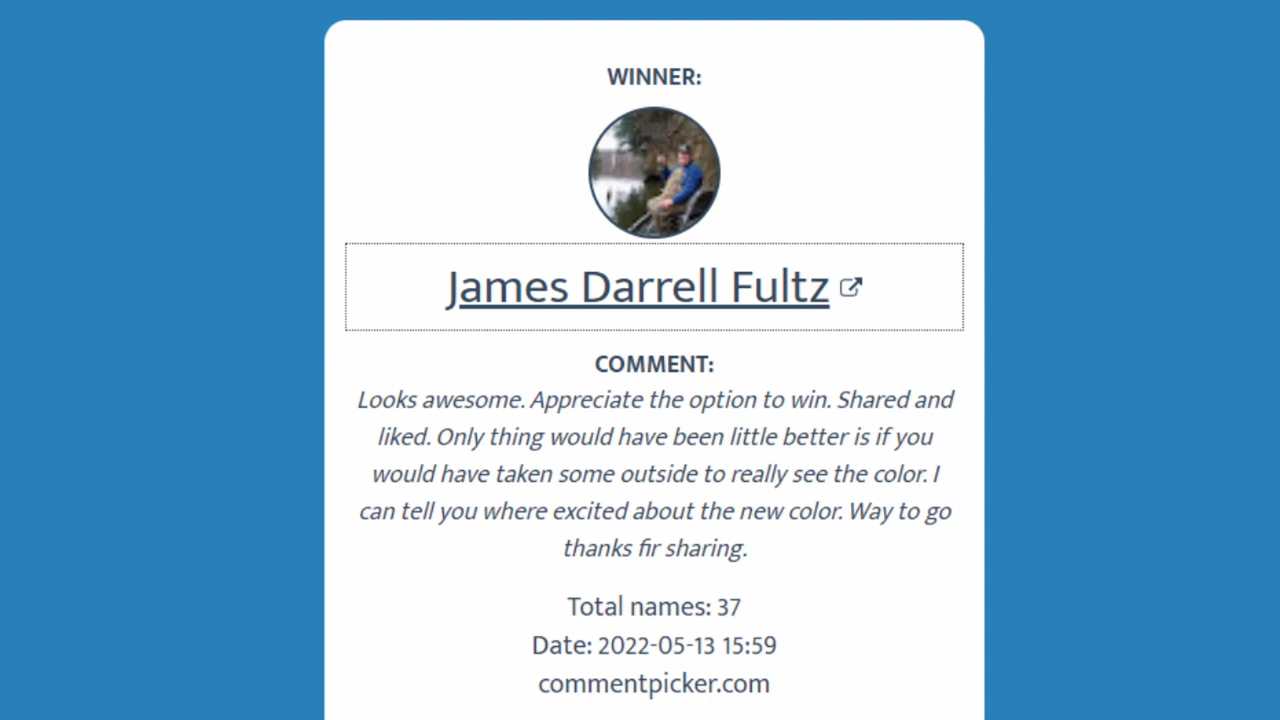 WINNER:
James Darrell Fultz
COMMENT:
Looks awesome. Appreciate the option to win. Shared and
liked. Only thing would have been little better is if you
would have taken some outside to really see the color. I
can tell you where excited about the new color. Way to go
thanks fir sharing.
Total names: 37
Date: 2022-05-13 15:59
commentpicker.com